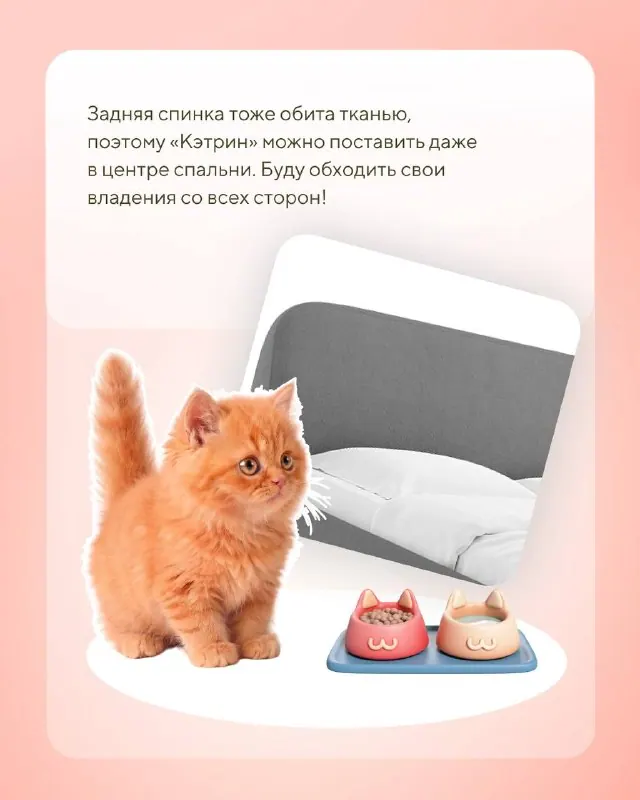 Задняя спинка тоже обита тканью,
поэтому «Кэтрин» можно поставить даже
в центре спальни. Буду обходить свои
владения со всех сторон!